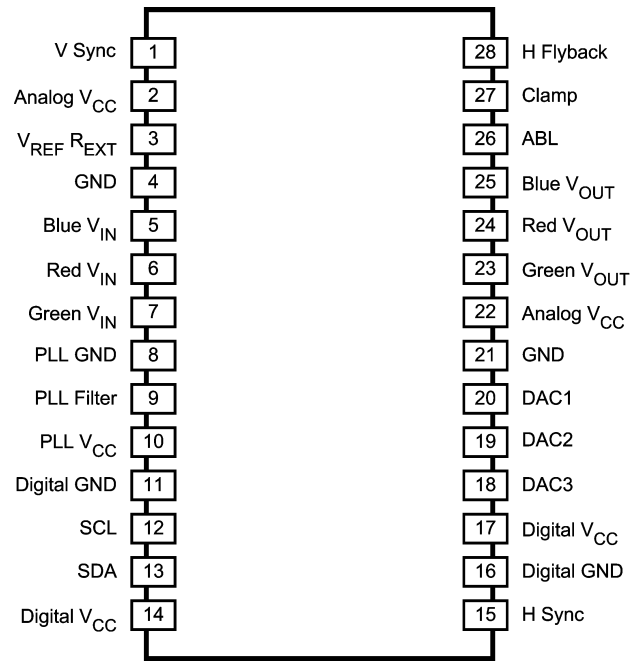 V Sync 1 28 H Flyback
Analog VCC 2 27 Clamp
VREF REXT 3 26 ABL
GND 4 25 Blue VOUT
Blue VIN 5 24 Red VOUT
Red VIN 6 23 Green VOUT
Green VIN 7 22 Analog VCC
PLL GND 8 21 GND
PLL Filter 9 20 DAC1
PLL VCC 10 19 DAC2
Digital GND 11 18 DAC3
SCL 12 17 Digital VCC
SDA 13 16 Digital GND
Digital VCC 14 15 H Sync